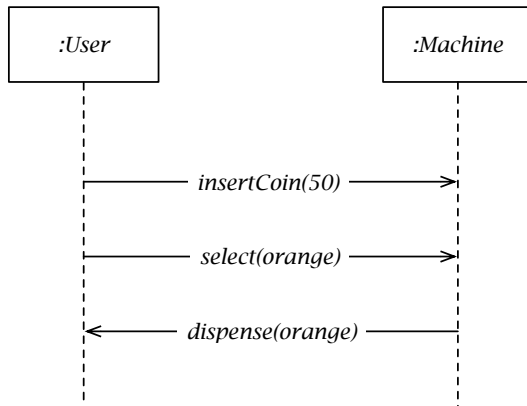 :User
:Machine
insertCoin(50)
select(orange)
dispense(orange)